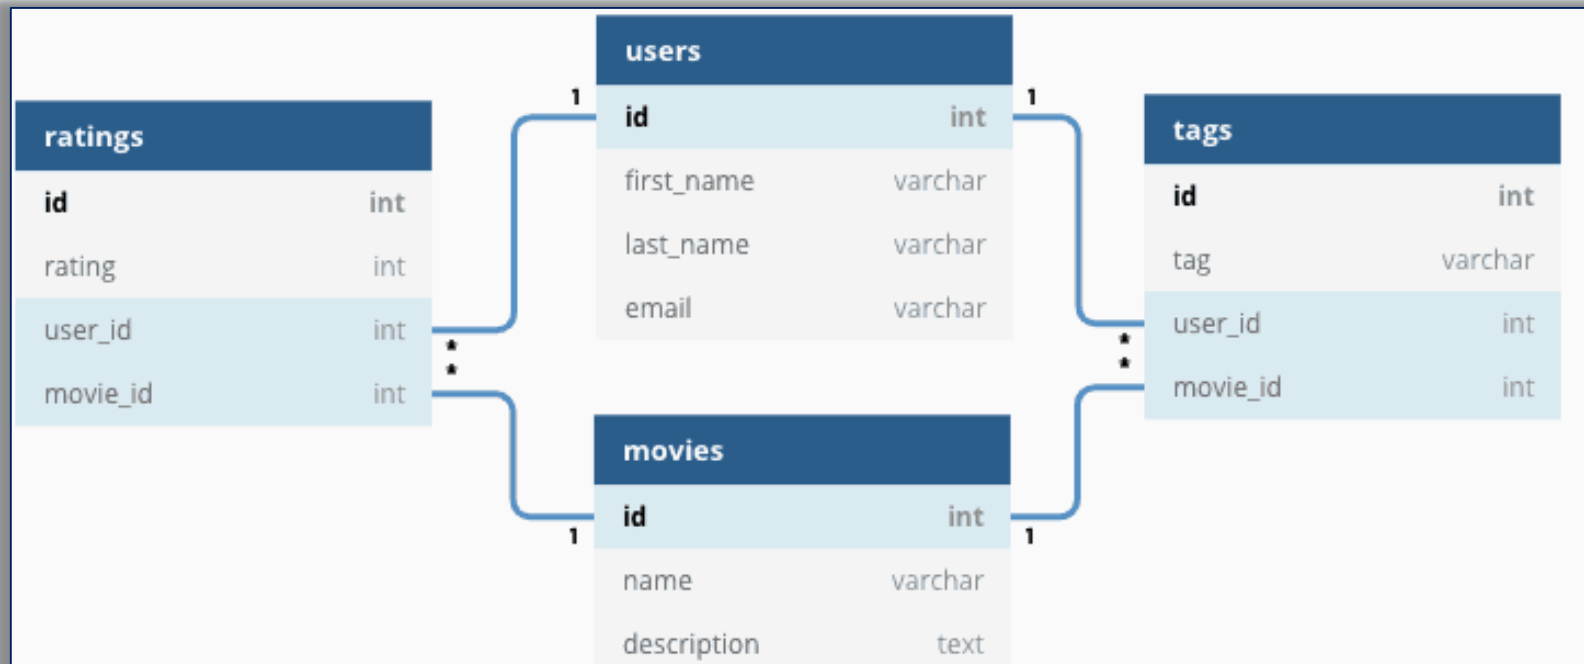 users
1
id int
1
first_name varchar
last_name varchar
email varchar
ratings
id int
rating int
user_id int
*
*
movie_id int
tags
id int
tag varchar
user_id int
*
*
movie_id int
movies
id int
1
1
name varchar
description text